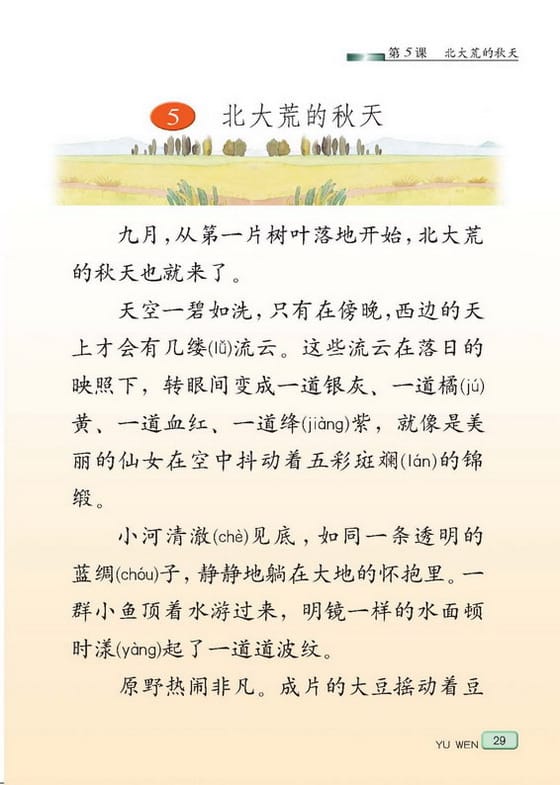 第5课 北大荒的秋天
5 北大荒的秋天
九月，从第一片树叶落地开始，北大荒
的秋天也就来了。
天空一碧如洗，只有在傍晚，西边的天
上才会有几缕(lǚ)流云。这些流云在落日的
映照下，转眼间变成一道银灰、一道橘(jú)
黄、一道血红、一道绛(jiàng)紫，就像是美
丽的仙女在空中抖动着五彩斑斓(lán)的锦
缎。
小河清澈(chè)见底，如同一条透明的
蓝绸(chóu)子，静静地躺在大地的怀抱里。一
群小鱼顶着水游过来，明镜一样的水面顿
时漾(yàng)起了一道道波纹。
原野热闹非凡。成片的大豆摇动着豆
YU WEN 29